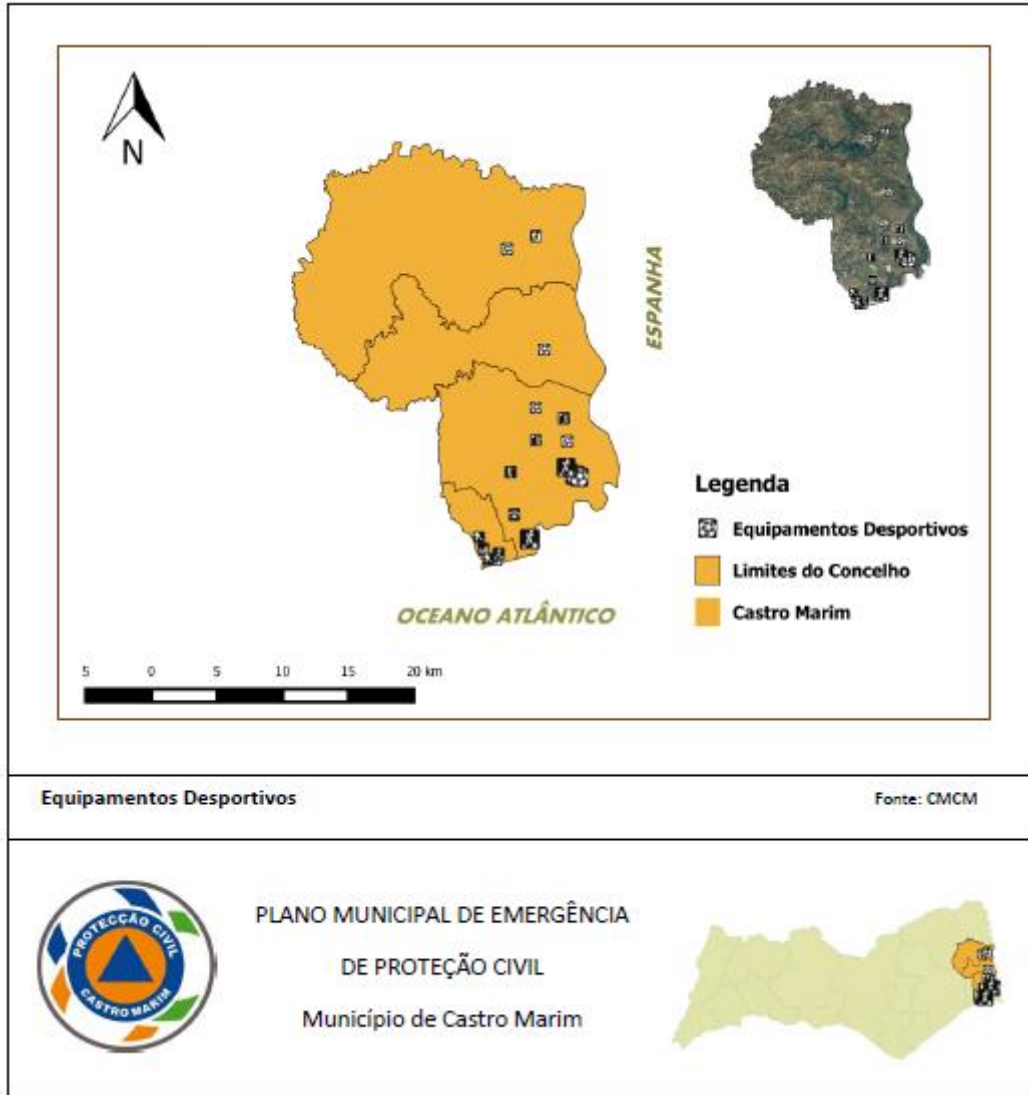 N
ESPANHA
Legenda
Equipamentos Desportivos
Limites do Concelho
Castro Marim
OCEANO ATLÂNTICO
5 0 5 10 15 20 km
Equipamentos Desportivos
Fonte: CMCM
PROTECÇÃO CIVIL
CASTRO MARIM
PLANO MUNICIPAL DE EMERGÊNCIA
DE PROTEÇÃO CIVIL
Município de Castro Marim